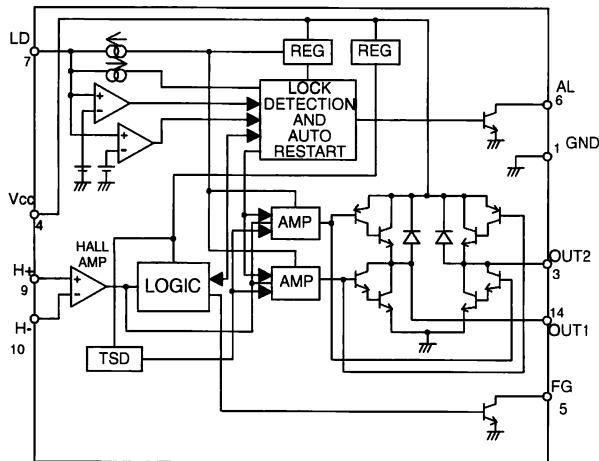 LD
7
REG
REG
LOCK
DETECTION
AND
AUTO
RESTART
AL
6
1 GND
Vcc
4
HALL
AMP
H+
9
H-
10
+
-
+
-
+
-
LOGIC
TSD
AMP
AMP
OUT2
3
14
OUT1
FG
5